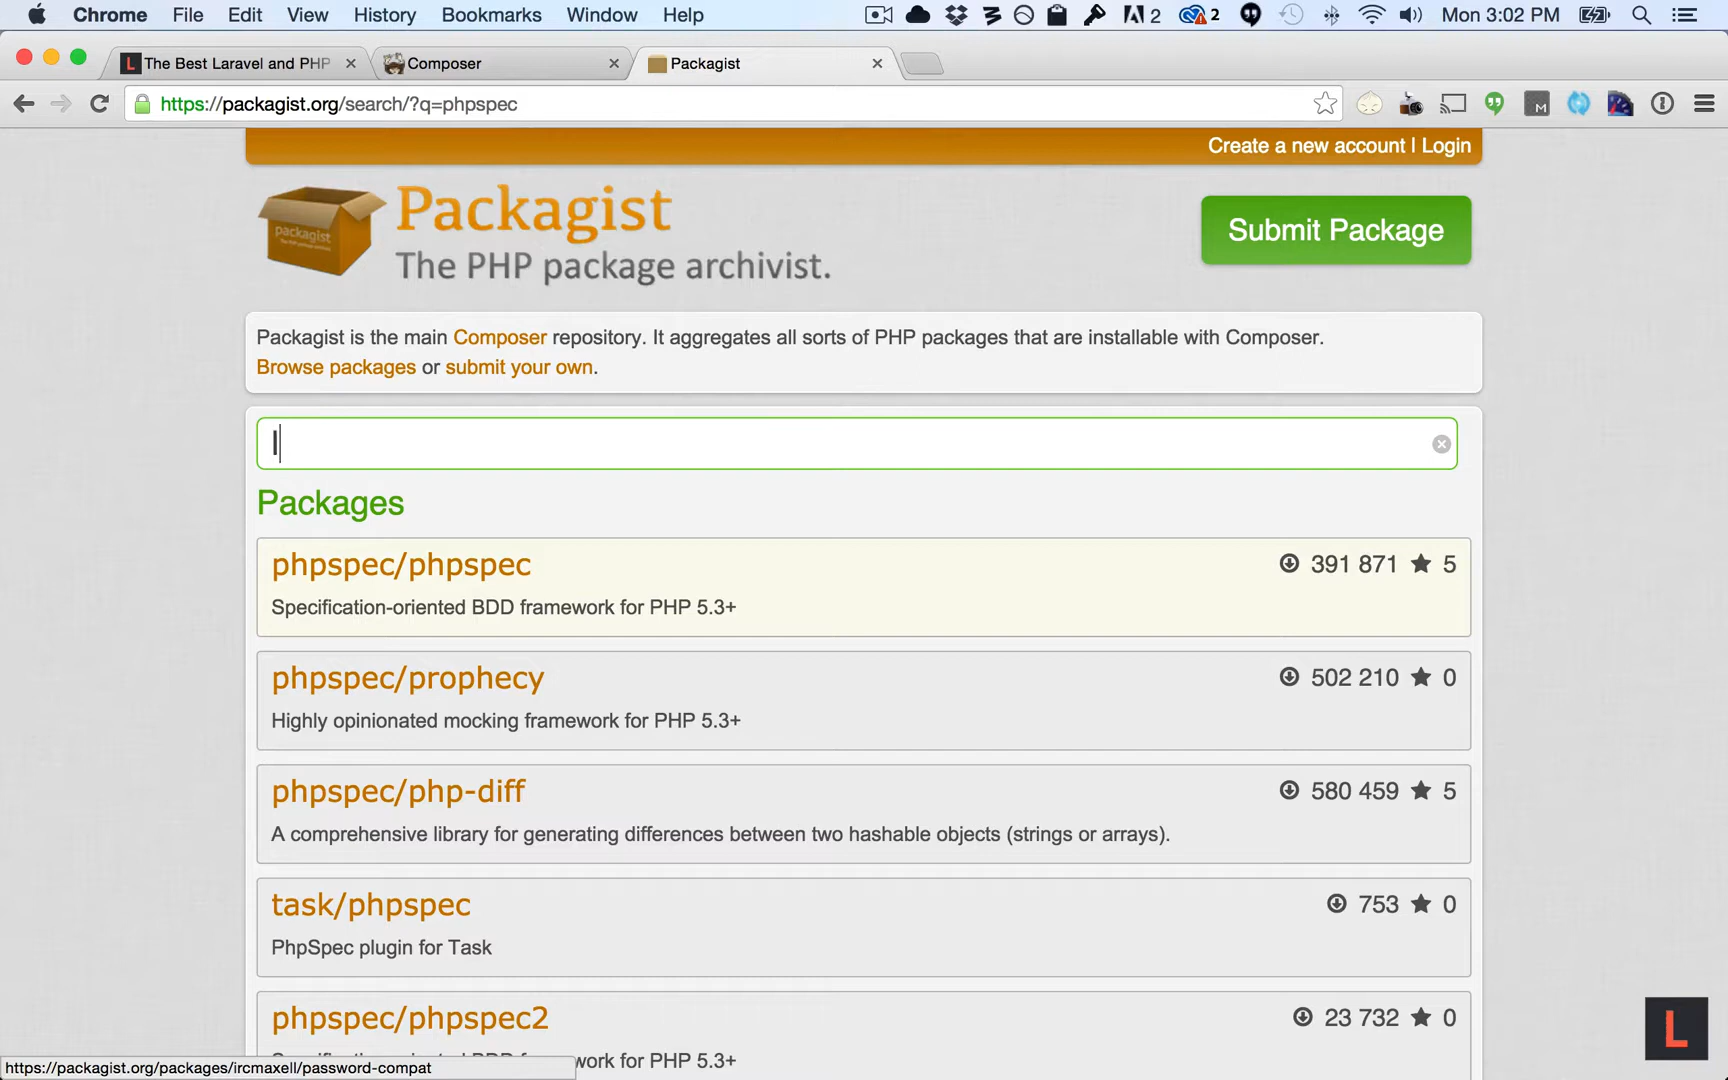 Chrome File Edit View History Bookmarks Window Help 2 2 Mon 3:02 PM
The Best Laravel and PHP Composer Packagist
https://packagist.org/search/?q=phpspec
Create a new account | Login
packagist
Packagist
The PHP package archivist.
Submit Package
Packagist is the main Composer repository. It aggregates all sorts of PHP packages that are installable with Composer.
Browse packages or submit your own.
l
Packages
phpspec/phpspec 391 871 5
Specification-oriented BDD framework for PHP 5.3+
phpspec/prophecy 502 210 0
Highly opinionated mocking framework for PHP 5.3+
phpspec/php-diff 580 459 5
A comprehensive library for generating differences between two hashable objects (strings or arrays).
task/phpspec 753 0
PhpSpec plugin for Task
phpspec/phpspec2 23 732 0
work for PHP 5.3+
https://packagist.org/packages/ircmaxell/password-compat
L